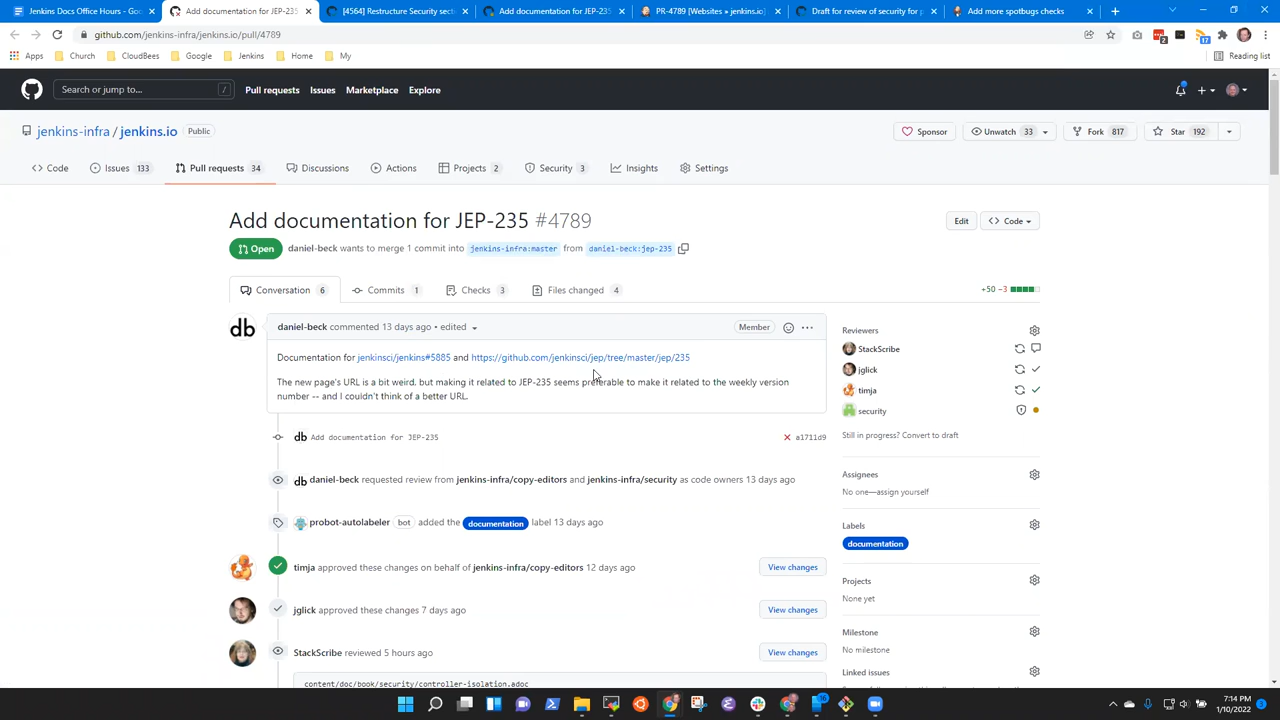 Jenkins Docs Office Hours - Goo
Add documentation for JEP-235
[4564] Restructure Security sect
Add documentation for JEP-235
PR-4789 [Websites » jenkins.io]
Draft for review of security for p
Add more spotbugs checks
github.com/jenkins-infra/jenkins.io/pull/4789
Apps
Church
CloudBees
Google
Jenkins
Home
My
Reading list
Search or jump to...
/
Pull requests
Issues
Marketplace
Explore
jenkins-infra / jenkins.io
Public
Sponsor
Unwatch 33
Fork 817
Star 192
Code
Issues 133
Pull requests 34
Discussions
Actions
Projects 2
Security 3
Insights
Settings
Add documentation for JEP-235 #4789
Edit
Code
Open
daniel-beck wants to merge 1 commit into jenkins-infra:master from daniel-beck:jep-235
Conversation 6
Commits 1
Checks 3
Files changed 4
+50 −3
db
daniel-beck commented 13 days ago • edited
Member
Documentation for jenkinsci/jenkins#5885 and https://github.com/jenkinsci/jep/tree/master/jep/235
The new page's URL is a bit weird, but making it related to JEP-235 seems preferable to make it related to the weekly version
number -- and I couldn't think of a better URL.
db Add documentation for JEP-235
a1711d9
db daniel-beck requested review from jenkins-infra/copy-editors and jenkins-infra/security as code owners 13 days ago
probot-autolabeler bot added the documentation label 13 days ago
timja approved these changes on behalf of jenkins-infra/copy-editors 12 days ago
View changes
jglick approved these changes 7 days ago
View changes
StackScribe reviewed 5 hours ago
View changes
content/doc/book/security/controller-isolation.adoc
Reviewers
StackScribe
jglick
timja
security
Still in progress? Convert to draft
Assignees
No one—assign yourself
Labels
documentation
Projects
None yet
Milestone
No milestone
Linked issues
7:14 PM
1/10/2022